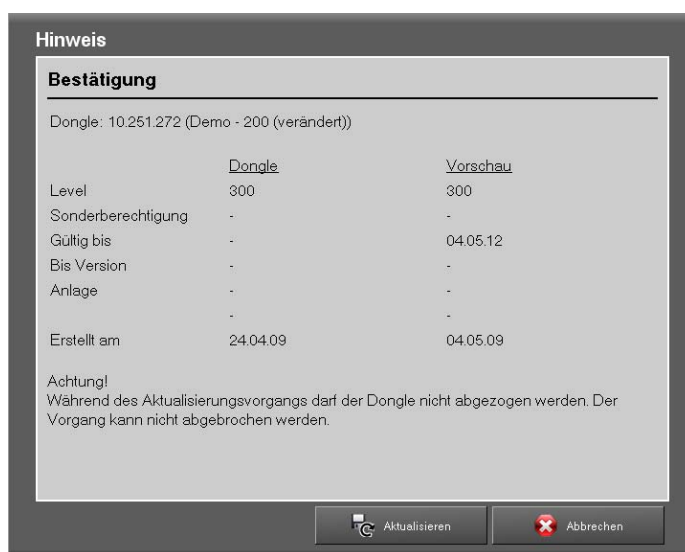 Hinweis
Bestätigung
Dongle: 10.251.272 (Demo - 200 (verändert))
Dongle Vorschau
Level 300 300
Sonderberechtigung - -
Gültig bis - 04.05.12
Bis Version - -
Anlage - -
- -
Erstellt am 24.04.09 04.05.09
Achtung!
Während des Aktualisierungsvorgangs darf der Dongle nicht abgezogen werden. Der
Vorgang kann nicht abgebrochen werden.
Aktualisieren Abbrechen